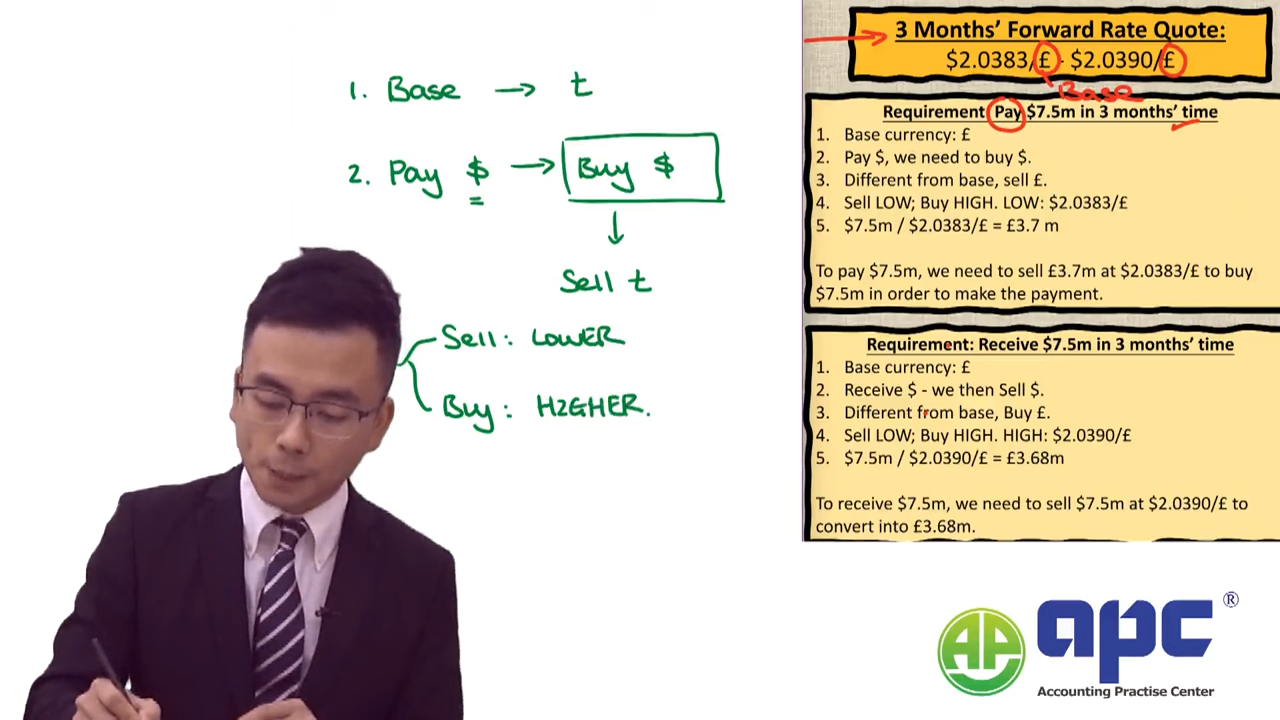 1. Base → £
2. Pay $ → Buy $
↓
Sell £
Sell: LOWER
Buy: HIGHER.
3 Months' Forward Rate Quote:
$2.0383/£ - $2.0390/£
Base
Requirement Pay $7.5m in 3 months' time
1. Base currency: £
2. Pay $, we need to buy $.
3. Different from base, sell £.
4. Sell LOW; Buy HIGH. LOW: $2.0383/£
5. $7.5m / $2.0383/£ = £3.7 m
To pay $7.5m, we need to sell £3.7m at $2.0383/£ to buy
$7.5m in order to make the payment.
Requirement: Receive $7.5m in 3 months' time
1. Base currency: £
2. Receive $ - we then Sell $.
3. Different from base, Buy £.
4. Sell LOW; Buy HIGH. HIGH: $2.0390/£
5. $7.5m / $2.0390/£ = £3.68m
To receive $7.5m, we need to sell $7.5m at $2.0390/£ to
convert into £3.68m.
AP
apc®
Accounting Practise Center